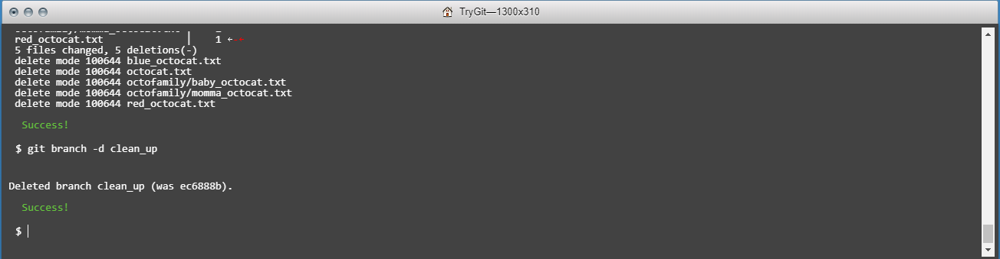 TryGit—1300x310
red_octocat.txt | 1 ←--
5 files changed, 5 deletions(-)
delete mode 100644 blue_octocat.txt
delete mode 100644 octocat.txt
delete mode 100644 octofamily/baby_octocat.txt
delete mode 100644 octofamily/momma_octocat.txt
delete mode 100644 red_octocat.txt
Success!
$ git branch -d clean_up
Deleted branch clean_up (was ec6888b).
Success!
$